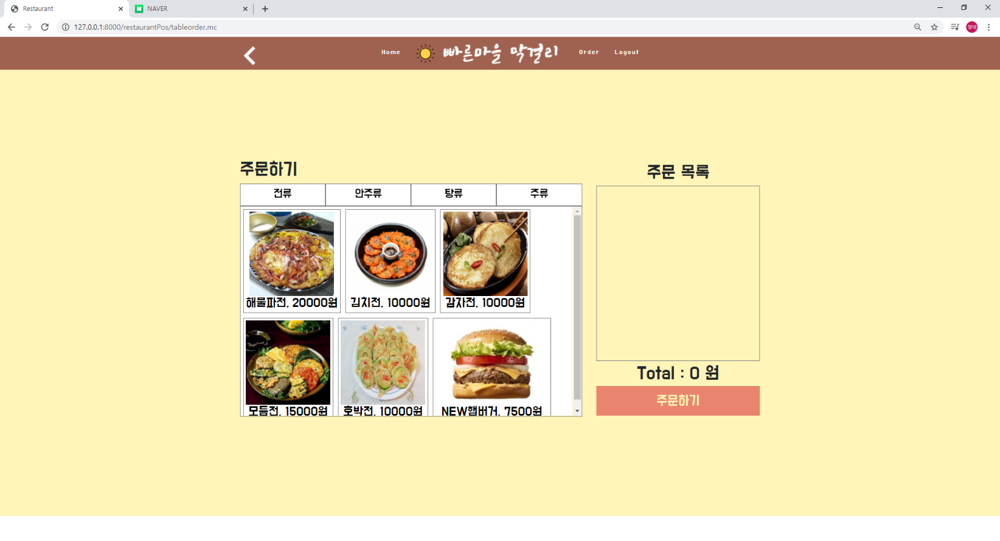 Restaurant
NAVER
127.0.0.1:8000/restaurantPos/tableorder.mc
형대
Home
빠른마을 막걸리
Order
Logout
주문하기
주문 목록
전류
안주류
탕류
주류
해물파전, 20000원
김치전, 10000원
감자전, 10000원
모듬전, 15000원
호박전, 10000원
NEW햄버거, 7500원
Total : 0 원
주문하기